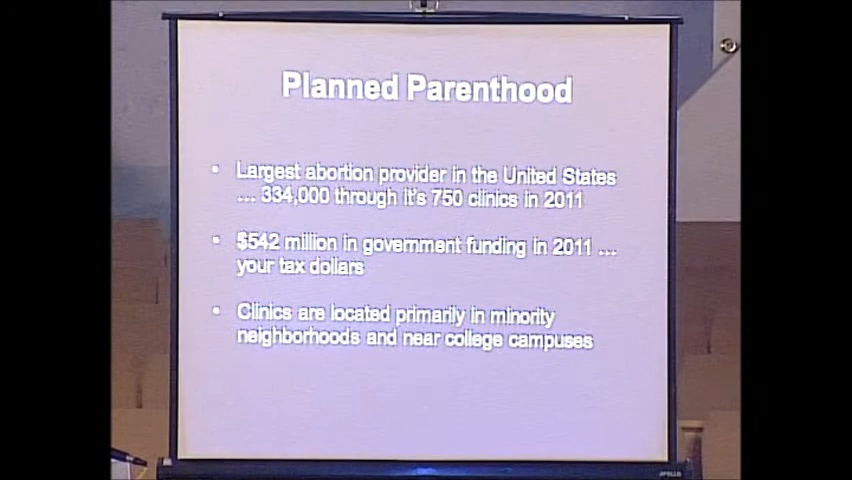 Planned Parenthood
• Largest abortion provider in the United States
... 334,000 through it's 750 clinics in 2011
• $542 million in government funding in 2011 ...
your tax dollars
• Clinics are located primarily in minority
neighborhoods and near college campuses
APOLLO